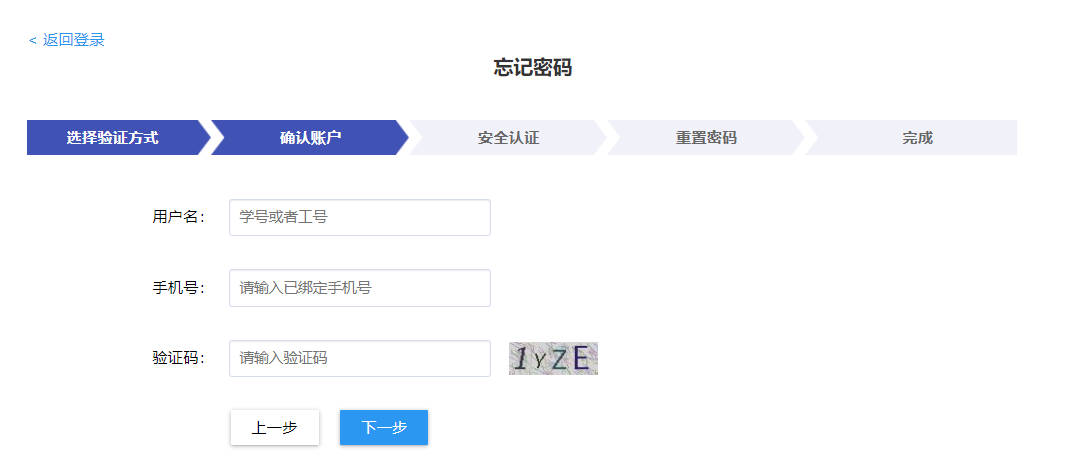 < 返回登录
忘记密码
选择验证方式 确认账户 安全认证 重置密码 完成
用户名： 学号或者工号
手机号： 请输入已绑定手机号
验证码： 请输入验证码 1YZE
上一步 下一步